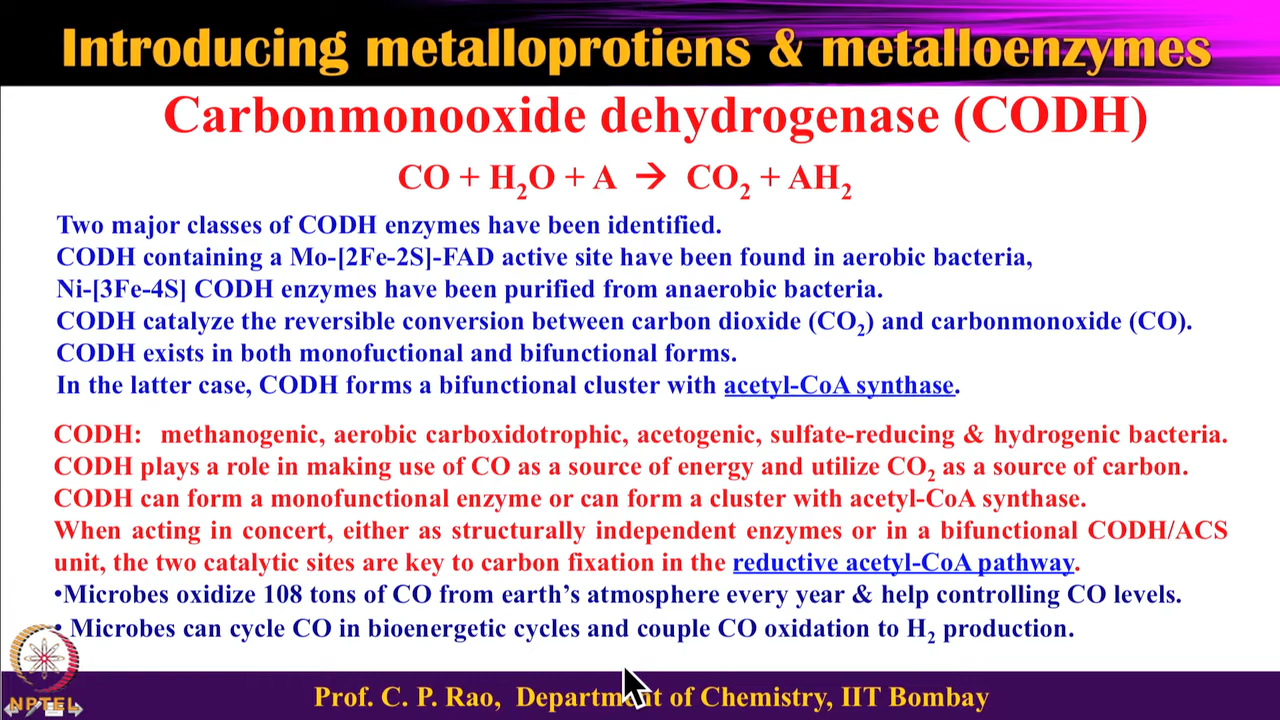 Introducing metalloprotiens & metalloenzymes
Carbonmonooxide dehydrogenase (CODH)
CO + H₂O + A → CO₂ + AH₂
Two major classes of CODH enzymes have been identified.
CODH containing a Mo-[2Fe-2S]-FAD active site have been found in aerobic bacteria,
Ni-[3Fe-4S] CODH enzymes have been purified from anaerobic bacteria.
CODH catalyze the reversible conversion between carbon dioxide (CO₂) and carbonmonoxide (CO).
CODH exists in both monofuctional and bifunctional forms.
In the latter case, CODH forms a bifunctional cluster with acetyl-CoA synthase.
CODH: methanogenic, aerobic carboxidotrophic, acetogenic, sulfate-reducing & hydrogenic bacteria.
CODH plays a role in making use of CO as a source of energy and utilize CO₂ as a source of carbon.
CODH can form a monofunctional enzyme or can form a cluster with acetyl-CoA synthase.
When acting in concert, either as structurally independent enzymes or in a bifunctional CODH/ACS
unit, the two catalytic sites are key to carbon fixation in the reductive acetyl-CoA pathway.
•Microbes oxidize 108 tons of CO from earth’s atmosphere every year & help controlling CO levels.
• Microbes can cycle CO in bioenergetic cycles and couple CO oxidation to H₂ production.
NPTEL
Prof. C. P. Rao, Department of Chemistry, IIT Bombay